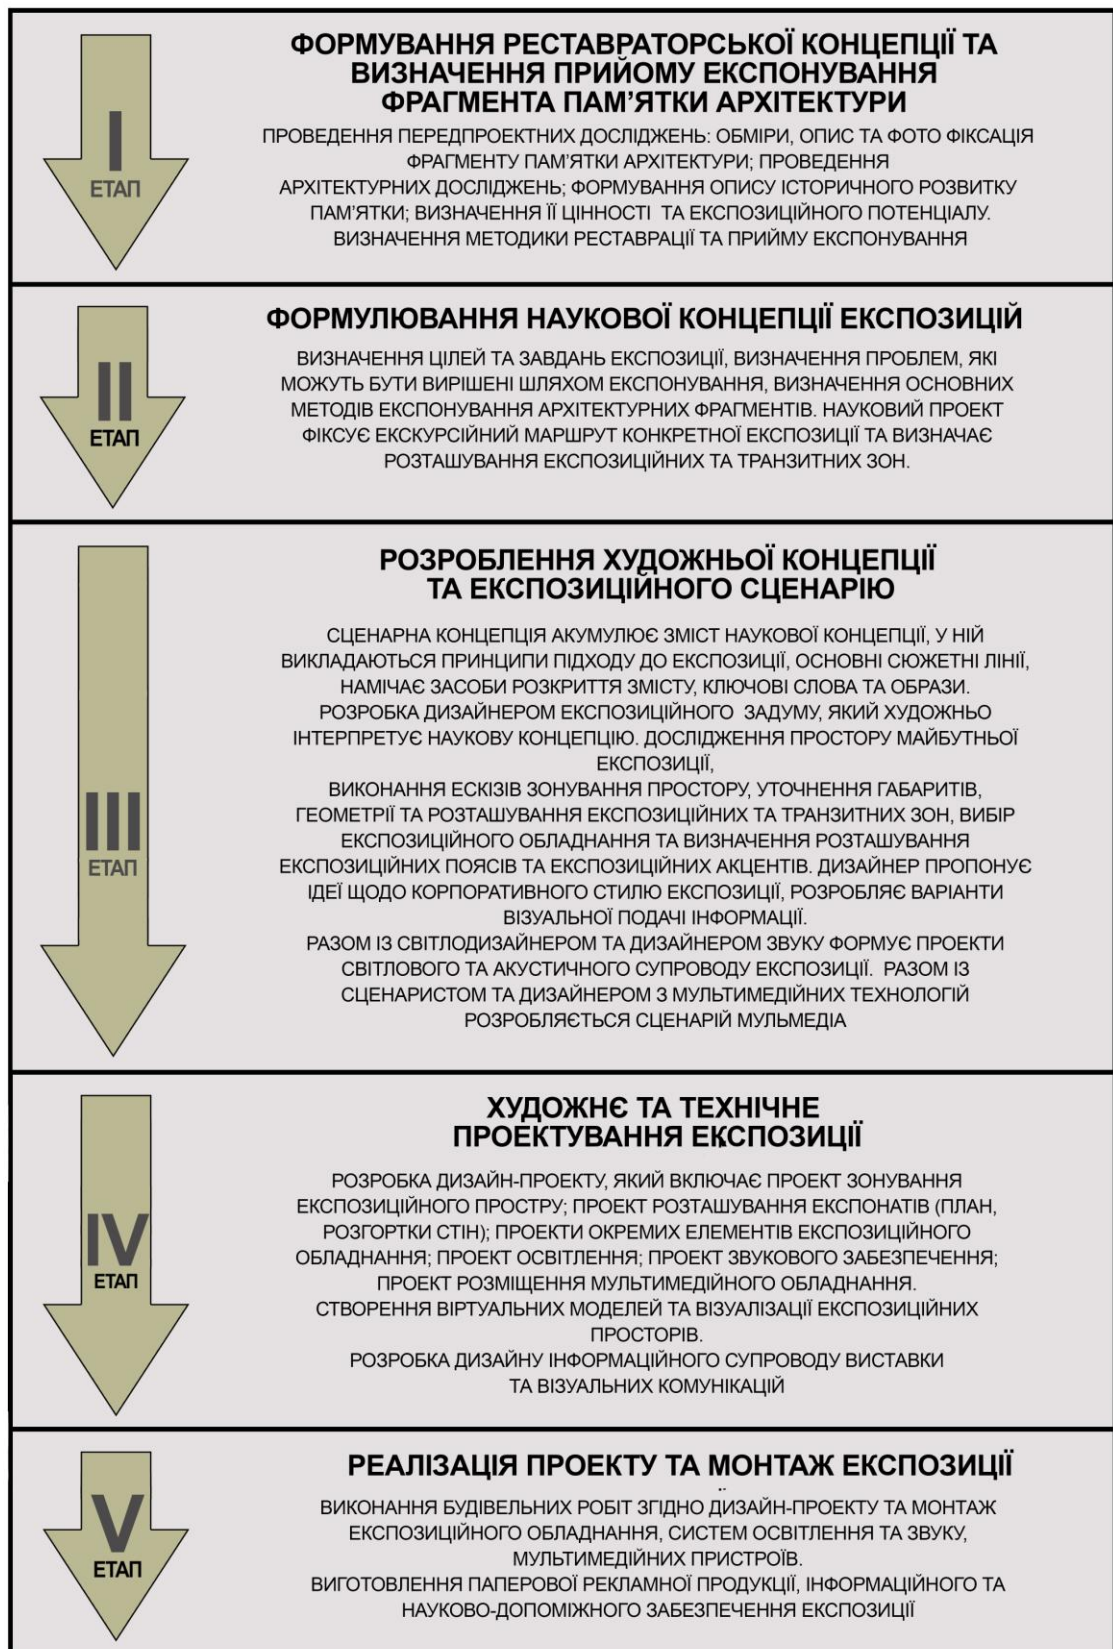 I
ЕТАП
ФОРМУВАННЯ РЕСТАВРАТОРСЬКОЇ КОНЦЕПЦІЇ ТА
ВИЗНАЧЕННЯ ПРИЙОМУ ЕКСПОНУВАННЯ
ФРАГМЕНТА ПАМ’ЯТКИ АРХІТЕКТУРИ
ПРОВЕДЕННЯ ПЕРЕДПРОЕКТНИХ ДОСЛІДЖЕНЬ: ОБМІРИ, ОПИС ТА ФОТО ФІКСАЦІЯ
ФРАГМЕНТУ ПАМ’ЯТКИ АРХІТЕКТУРИ; ПРОВЕДЕННЯ
АРХІТЕКТУРНИХ ДОСЛІДЖЕНЬ; ФОРМУВАННЯ ОПИСУ ІСТОРИЧНОГО РОЗВИТКУ
ПАМ’ЯТКИ; ВИЗНАЧЕННЯ ЇЇ ЦІННОСТІ ТА ЕКСПОЗИЦІЙНОГО ПОТЕНЦІАЛУ.
ВИЗНАЧЕННЯ МЕТОДИКИ РЕСТАВРАЦІЇ ТА ПРИЙМУ ЕКСПОНУВАННЯ
II
ЕТАП
ФОРМУЛЮВАННЯ НАУКОВОЇ КОНЦЕПЦІЇ ЕКСПОЗИЦІЙ
ВИЗНАЧЕННЯ ЦІЛЕЙ ТА ЗАВДАНЬ ЕКСПОЗИЦІЇ, ВИЗНАЧЕННЯ ПРОБЛЕМ, ЯКІ
МОЖУТЬ БУТИ ВИРІШЕНІ ШЛЯХОМ ЕКСПОНУВАННЯ, ВИЗНАЧЕННЯ ОСНОВНИХ
МЕТОДІВ ЕКСПОНУВАННЯ АРХІТЕКТУРНИХ ФРАГМЕНТІВ. НАУКОВИЙ ПРОЕКТ
ФІКСУЄ ЕКСКУРСІЙНИЙ МАРШРУТ КОНКРЕТНОЇ ЕКСПОЗИЦІЇ ТА ВИЗНАЧАЄ
РОЗТАШУВАННЯ ЕКСПОЗИЦІЙНИХ ТА ТРАНЗИТНИХ ЗОН.
III
ЕТАП
РОЗРОБЛЕННЯ ХУДОЖНЬОЇ КОНЦЕПЦІЇ
ТА ЕКСПОЗИЦІЙНОГО СЦЕНАРІЮ
СЦЕНАРНА КОНЦЕПЦІЯ АКУМУЛЮЄ ЗМІСТ НАУКОВОЇ КОНЦЕПЦІЇ, У НІЙ
ВИКЛАДАЮТЬСЯ ПРИНЦИПИ ПІДХОДУ ДО ЕКСПОЗИЦІЇ, ОСНОВНІ СЮЖЕТНІ ЛІНІЇ,
НАМІЧАЄ ЗАСОБИ РОЗКРИТТЯ ЗМІСТУ, КЛЮЧОВІ СЛОВА ТА ОБРАЗИ.
РОЗРОБКА ДИЗАЙНЕРОМ ЕКСПОЗИЦІЙНОГО ЗАДУМУ, ЯКИЙ ХУДОЖНЬО
ІНТЕРПРЕТУЄ НАУКОВУ КОНЦЕПЦІЮ. ДОСЛІДЖЕННЯ ПРОСТОРУ МАЙБУТНЬОЇ
ЕКСПОЗИЦІЇ,
ВИКОНАННЯ ЕСКІЗІВ ЗОНУВАННЯ ПРОСТОРУ, УТОЧНЕННЯ ГАБАРИТІВ,
ГЕОМЕТРІЇ ТА РОЗТАШУВАННЯ ЕКСПОЗИЦІЙНИХ ТА ТРАНЗИТНИХ ЗОН, ВИБІР
ЕКСПОЗИЦІЙНОГО ОБЛАДНАННЯ ТА ВИЗНАЧЕННЯ РОЗТАШУВАННЯ
ЕКСПОЗИЦІЙНИХ ПОЯСІВ ТА ЕКСПОЗИЦІЙНИХ АКЦЕНТІВ. ДИЗАЙНЕР ПРОПОНУЄ
ІДЕЇ ЩОДО КОРПОРАТИВНОГО СТИЛЮ ЕКСПОЗИЦІЇ, РОЗРОБЛЯЄ ВАРІАНТИ
ВІЗУАЛЬНОЇ ПОДАЧІ ІНФОРМАЦІЇ.
РАЗОМ ІЗ СВІТЛОДИЗАЙНЕРОМ ТА ДИЗАЙНЕРОМ ЗВУКУ ФОРМУЄ ПРОЕКТИ
СВІТЛОВОГО ТА АКУСТИЧНОГО СУПРОВОДУ ЕКСПОЗИЦІЇ. РАЗОМ ІЗ
СЦЕНАРИСТОМ ТА ДИЗАЙНЕРОМ З МУЛЬТИМЕДІЙНИХ ТЕХНОЛОГІЙ
РОЗРОБЛЯЄТЬСЯ СЦЕНАРІЙ МУЛЬМЕДІА
IV
ЕТАП
ХУДОЖНЄ ТА ТЕХНІЧНЕ
ПРОЕКТУВАННЯ ЕКСПОЗИЦІЇ
РОЗРОБКА ДИЗАЙН-ПРОЕКТУ, ЯКИЙ ВКЛЮЧАЄ ПРОЕКТ ЗОНУВАННЯ
ЕКСПОЗИЦІЙНОГО ПРОСТРУ; ПРОЕКТ РОЗТАШУВАННЯ ЕКСПОНАТІВ (ПЛАН,
РОЗГОРТКИ СТІН); ПРОЕКТИ ОКРЕМИХ ЕЛЕМЕНТІВ ЕКСПОЗИЦІЙНОГО
ОБЛАДНАННЯ; ПРОЕКТ ОСВІТЛЕННЯ; ПРОЕКТ ЗВУКОВОГО ЗАБЕЗПЕЧЕННЯ;
ПРОЕКТ РОЗМІЩЕННЯ МУЛЬТИМЕДІЙНОГО ОБЛАДНАННЯ.
СТВОРЕННЯ ВІРТУАЛЬНИХ МОДЕЛЕЙ ТА ВІЗУАЛІЗАЦІЇ ЕКСПОЗИЦІЙНИХ
ПРОСТОРІВ.
РОЗРОБКА ДИЗАЙНУ ІНФОРМАЦІЙНОГО СУПРОВОДУ ВИСТАВКИ
ТА ВІЗУАЛЬНИХ КОМУНІКАЦІЙ
V
ЕТАП
РЕАЛІЗАЦІЯ ПРОЕКТУ ТА МОНТАЖ ЕКСПОЗИЦІЇ
ВИКОНАННЯ БУДІВЕЛЬНИХ РОБІТ ЗГІДНО ДИЗАЙН-ПРОЕКТУ ТА МОНТАЖ
ЕКСПОЗИЦІЙНОГО ОБЛАДНАННЯ, СИСТЕМ ОСВІТЛЕННЯ ТА ЗВУКУ,
МУЛЬТИМЕДІЙНИХ ПРИСТРОЇВ.
ВИГОТОВЛЕННЯ ПАПЕРОВОЇ РЕКЛАМНОЇ ПРОДУКЦІЇ, ІНФОРМАЦІЙНОГО ТА
НАУКОВО-ДОПОМІЖНОГО ЗАБЕЗПЕЧЕННЯ ЕКСПОЗИЦІЇ